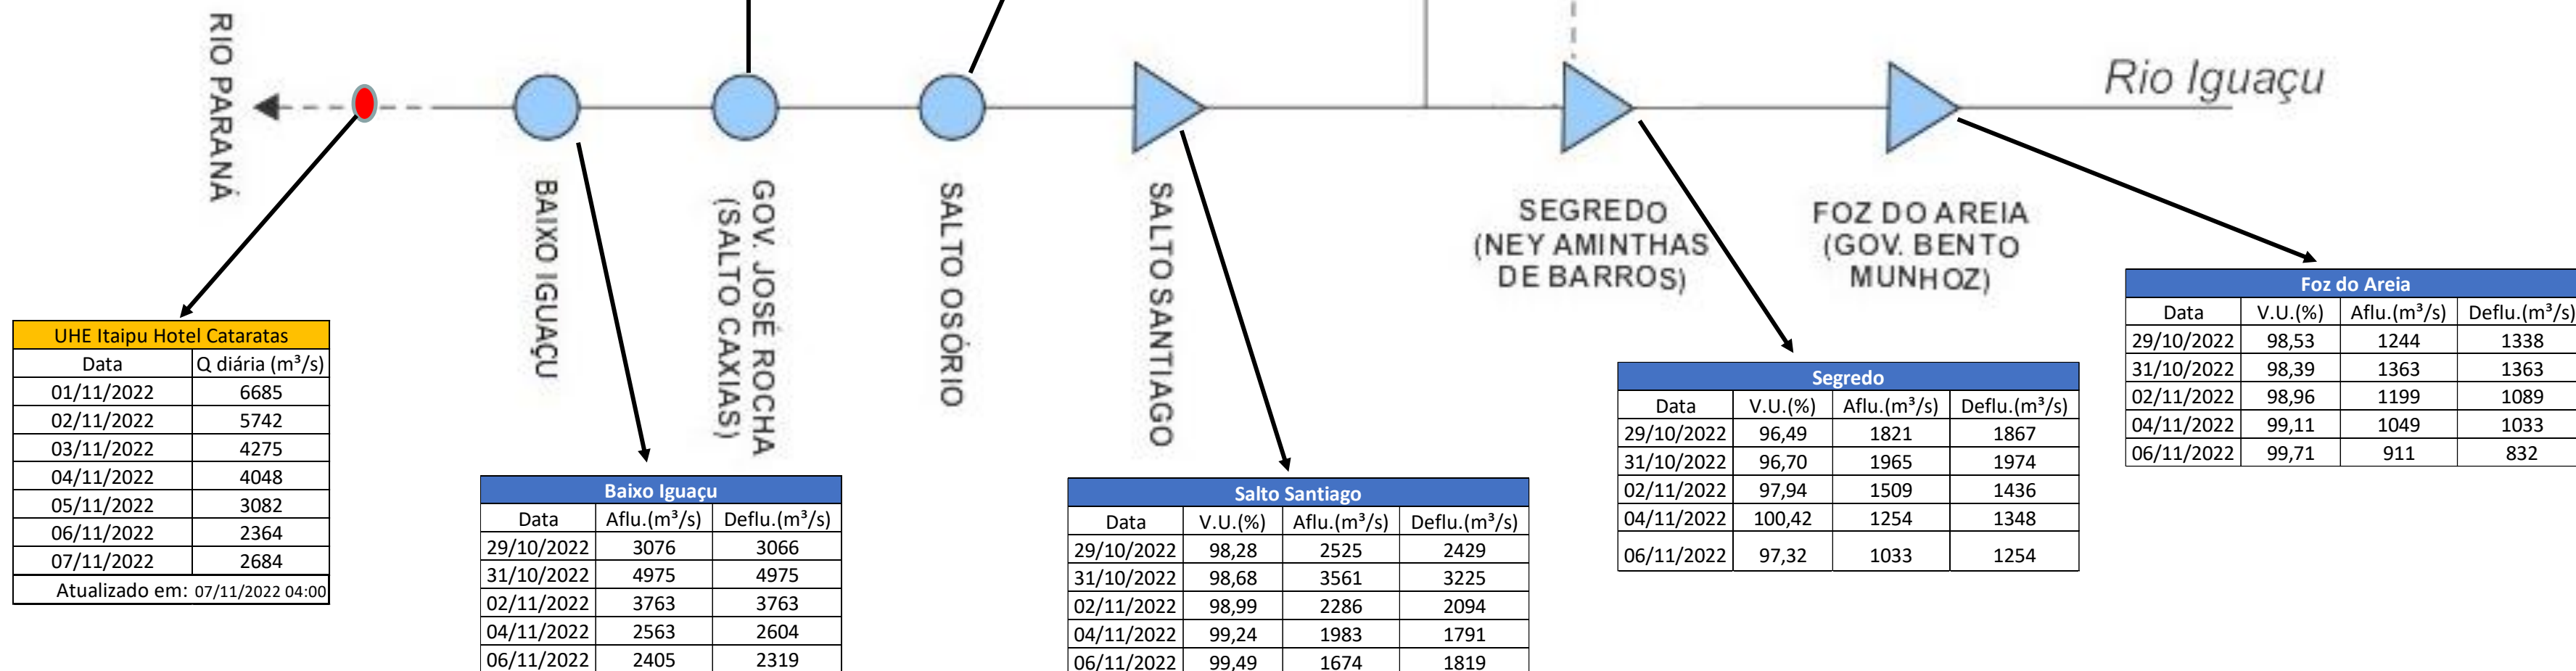 RIO PARANÁ
BAIXO IGUAÇU
GOV. JOSÉ ROCHA
(SALTO CAXIAS)
SALTO OSÓRIO
SALTO SANTIAGO
SEGREDO
(NEY AMINTHAS
DE BARROS)
FOZ DO AREIA
(GOV. BENTO
MUNHOZ)
Rio Iguaçu
UHE Itaipu Hotel Cataratas
Data Q diária (m³/s)
01/11/2022 6685
02/11/2022 5742
03/11/2022 4275
04/11/2022 4048
05/11/2022 3082
06/11/2022 2364
07/11/2022 2684
Atualizado em: 07/11/2022 04:00
Baixo Iguaçu
Data Aflu.(m³/s) Deflu.(m³/s)
29/10/2022 3076 3066
31/10/2022 4975 4975
02/11/2022 3763 3763
04/11/2022 2563 2604
06/11/2022 2405 2319
Salto Santiago
Data V.U.(%) Aflu.(m³/s) Deflu.(m³/s)
29/10/2022 98,28 2525 2429
31/10/2022 98,68 3561 3225
02/11/2022 98,99 2286 2094
04/11/2022 99,24 1983 1791
06/11/2022 99,49 1674 1819
Segredo
Data V.U.(%) Aflu.(m³/s) Deflu.(m³/s)
29/10/2022 96,49 1821 1867
31/10/2022 96,70 1965 1974
02/11/2022 97,94 1509 1436
04/11/2022 100,42 1254 1348
06/11/2022 97,32 1033 1254
Foz do Areia
Data V.U.(%) Aflu.(m³/s) Deflu.(m³/s)
29/10/2022 98,53 1244 1338
31/10/2022 98,39 1363 1363
02/11/2022 98,96 1199 1089
04/11/2022 99,11 1049 1033
06/11/2022 99,71 911 832